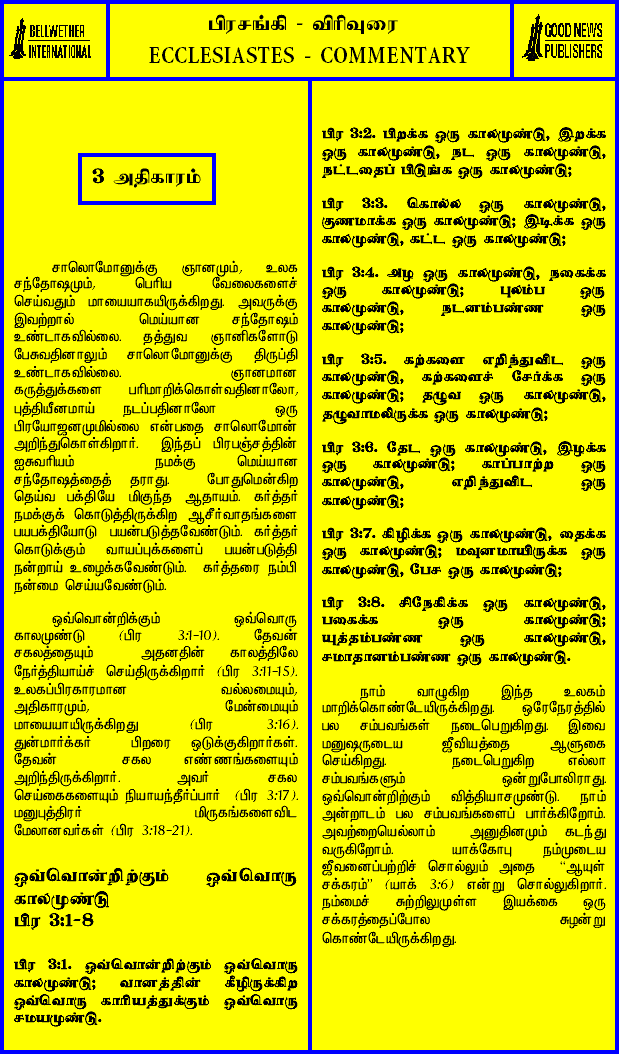 BELLWETHER
INTERNATIONAL
பிரசங்கி - விரிவுரை
ECCLESIASTES - COMMENTARY
GOOD NEWS
PUBLISHERS
3 அதிகாரம்
சாலொமோனுக்கு ஞானமும், உலக
சந்தோஷமும், பெரிய வேலைகளைச்
செய்வதும் மாயையாகயிருக்கிறது. அவருக்கு
இவற்றால் மெய்யான சந்தோஷம்
உண்டாகவில்லை. தத்துவ ஞானிகளோடு
பேசுவதினாலும் சாலொமோனுக்கு திருப்தி
உண்டாகவில்லை. ஞானமான
கருத்துக்களை பரிமாறிக்கொள்வதினாலோ,
புத்தியீனமாய் நடப்பதினாலோ ஒரு
பிரயோஜனமுமில்லை என்பதை சாலொமோன்
அறிந்துகொள்கிறார். இந்தப் பிரபஞ்சத்தின்
ஐசுவரியம் நமக்கு மெய்யான
சந்தோஷத்தைத் தராது. போதுமென்கிற
தெய்வ பக்தியே மிகுந்த ஆதாயம். கர்த்தர்
நமக்குக் கொடுத்திருக்கிற ஆசீர்வாதங்களை
பயபக்தியோடு பயன்படுத்தவேண்டும். கர்த்தர்
கொடுக்கும் வாய்ப்புக்களைப் பயன்படுத்தி
நன்றாய் உழைக்கவேண்டும். கர்த்தரை நம்பி
நன்மை செய்யவேண்டும்.
ஒவ்வொன்றிக்கும் ஒவ்வொரு
காலமுண்டு (பிர 3:1-10). தேவன்
சகலத்தையும் அதனதின் காலத்திலே
நேர்த்தியாய்ச் செய்திருக்கிறார் (பிர 3:11-15).
உலகப்பிரகாரமான வல்லமையும்,
அதிகாரமும், மேன்மையும்
மாயையாயிருக்கிறது (பிர 3:16).
துன்மார்க்கர் பிறரை ஒடுக்குகிறார்கள்.
தேவன் சகல எண்ணங்களையும்
அறிந்திருக்கிறார். அவர் சகல
செய்கைகளையும் நியாயந்தீர்ப்பார் (பிர 3:17).
மனுபுத்திரர் மிருகங்களைவிட
மேலானவர்கள் (பிர 3:18-21).
ஒவ்வொன்றிற்கும் ஒவ்வொரு
காலமுண்டு
பிர 3:1-8
பிர 3:1. ஒவ்வொன்றிற்கும் ஒவ்வொரு
காலமுண்டு; வானத்தின் கீழிருக்கிற
ஒவ்வொரு காரியத்துக்கும் ஒவ்வொரு
சமயமுண்டு.
பிர 3:2. பிறக்க ஒரு காலமுண்டு, இறக்க
ஒரு காலமுண்டு, நட ஒரு காலமுண்டு,
நட்டதைப் பிடுங்க ஒரு காலமுண்டு;
பிர 3:3. கொல்ல ஒரு காலமுண்டு,
குணமாக்க ஒரு காலமுண்டு; இடிக்க ஒரு
காலமுண்டு, கட்ட ஒரு காலமுண்டு;
பிர 3:4. அழ ஒரு காலமுண்டு, நகைக்க
ஒரு காலமுண்டு; புலம்ப ஒரு
காலமுண்டு, நடனம்பண்ண ஒரு
காலமுண்டு;
பிர 3:5. கற்களை எறிந்துவிட ஒரு
காலமுண்டு, கற்களைச் சேர்க்க ஒரு
காலமுண்டு; தழுவ ஒரு காலமுண்டு,
தழுவாமலிருக்க ஒரு காலமுண்டு;
பிர 3:6. தேட ஒரு காலமுண்டு, இழக்க
ஒரு காலமுண்டு; காப்பாற்ற ஒரு
காலமுண்டு, எறிந்துவிட ஒரு
காலமுண்டு;
பிர 3:7. கிழிக்க ஒரு காலமுண்டு, தைக்க
ஒரு காலமுண்டு; மவுனமாயிருக்க ஒரு
காலமுண்டு, பேச ஒரு காலமுண்டு;
பிர 3:8. சிநேகிக்க ஒரு காலமுண்டு,
பகைக்க ஒரு காலமுண்டு;
யுத்தம்பண்ண ஒரு காலமுண்டு,
சமாதானம்பண்ண ஒரு காலமுண்டு.
நாம் வாழுகிற இந்த உலகம்
மாறிக்கொண்டேயிருக்கிறது. ஒரேநேரத்தில்
பல சம்பவங்கள் நடைபெறுகிறது. இவை
மனுஷருடைய ஜீவியத்தை ஆளுகை
செய்கிறது. நடைபெறுகிற எல்லா
சம்பவங்களும் ஒன்றுபோலிராது.
ஒவ்வொன்றிற்கும் வித்தியாசமுண்டு. நாம்
அன்றாடம் பல சம்பவங்களைப் பார்க்கிறோம்.
அவற்றையெல்லாம் அனுதினமும் கடந்து
வருகிறோம். யாக்கோபு நம்முடைய
ஜீவனைப்பற்றிச் சொல்லும் அதை “ஆயுள்
சக்கரம்” (யாக் 3:6) என்று சொல்லுகிறார்.
நம்மைச் சுற்றிலுமுள்ள இயக்கை ஒரு
சக்கரத்தைப்போல சுழன்று
கொண்டேயிருக்கிறது.